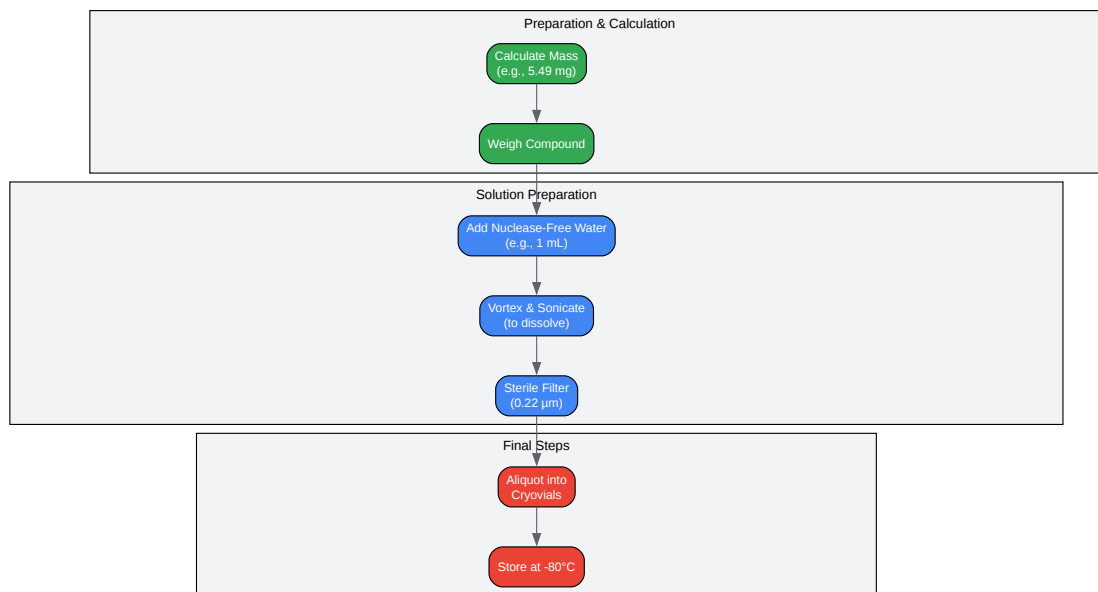 Preparation & Calculation
Calculate Mass
(e.g., 5.49 mg)
Weigh Compound
Solution Preparation
Add Nuclease-Free Water
(e.g., 1 mL)
Vortex & Sonicate
(to dissolve)
Sterile Filter
(0.22 µm)
Final Steps
Aliquot into
Cryovials
Store at -80°C